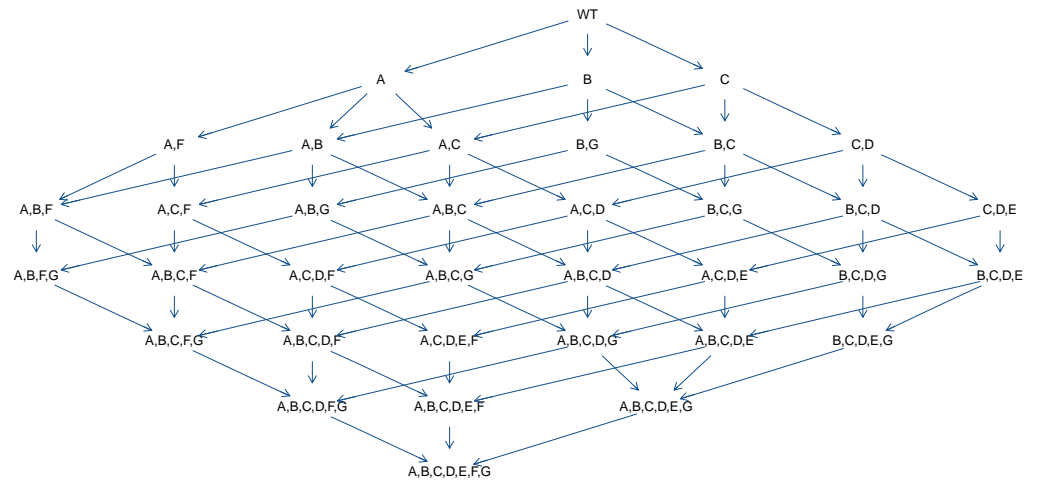 WT
A B C
A,F A,B A,C B,G B,C C,D
A,B,F A,C,F A,B,G A,B,C A,C,D B,C,G B,C,D C,D,E
A,B,F,G A,B,C,F A,C,D,F A,B,C,G A,B,C,D A,C,D,E B,C,D,G B,C,D,E
A,B,C,F,G A,B,C,D,F A,C,D,E,F A,B,C,D,G A,B,C,D,E B,C,D,E,G
A,B,C,D,F,G A,B,C,D,E,F A,B,C,D,E,G
A,B,C,D,E,F,G